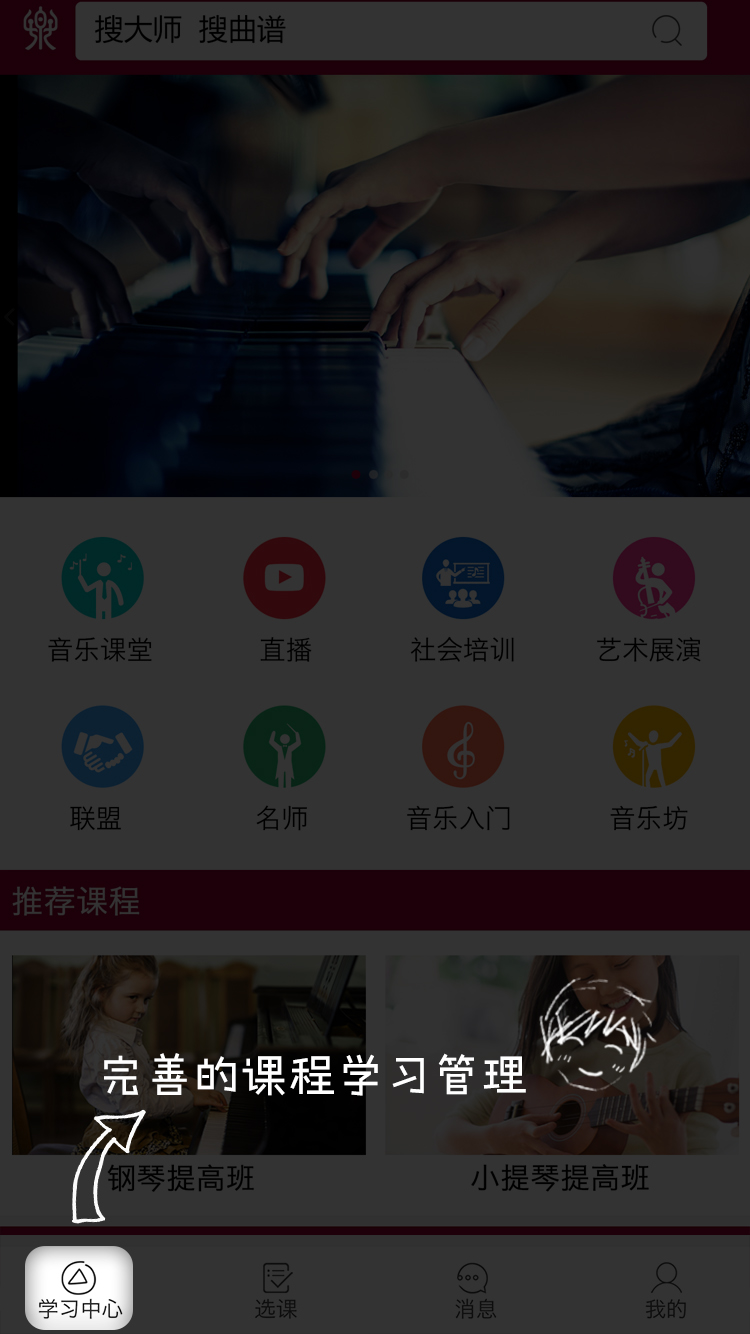 搜大师 搜曲谱
音乐课堂 直播 社会培训 艺术展演
联盟 名师 音乐入门 音乐坊
推荐课程
完善的课程学习管理
钢琴提高班 小提琴提高班
学习中心 选课 消息 我的